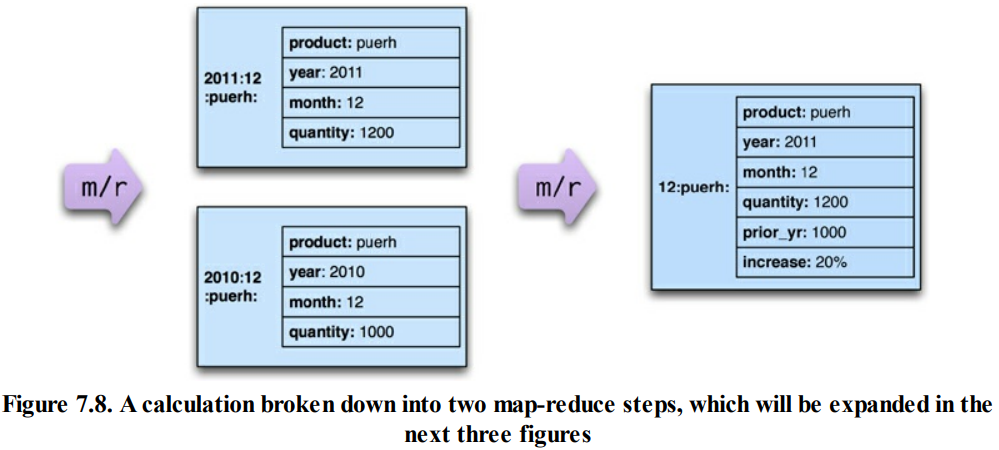 m/r
2011:12
:puerh:
product: puerh
year: 2011
month: 12
quantity: 1200
2010:12
:puerh:
product: puerh
year: 2010
month: 12
quantity: 1000
m/r
12:puerh:
product: puerh
year: 2011
month: 12
quantity: 1200
prior_yr: 1000
increase: 20%
Figure 7.8. A calculation broken down into two map-reduce steps, which will be expanded in the
next three figures